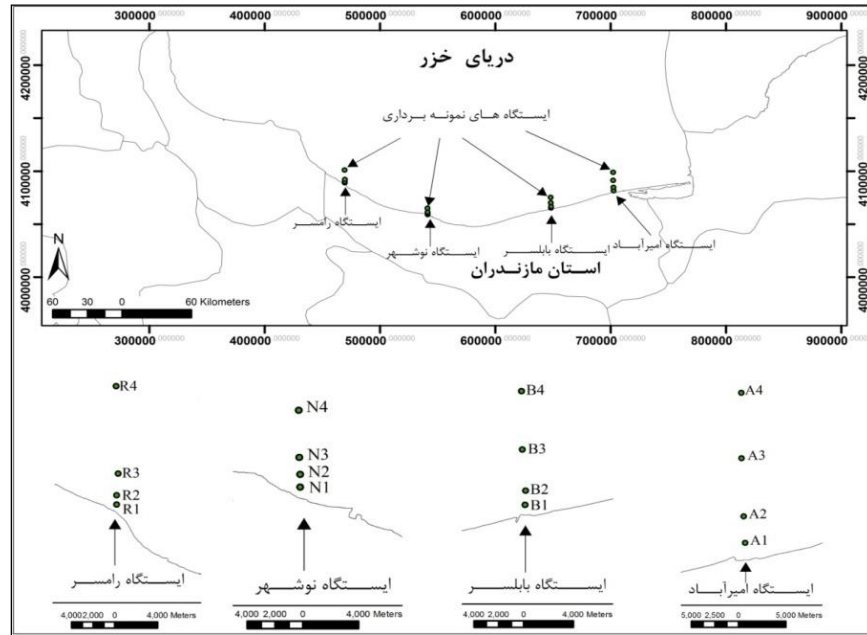 300000 400000 500000 600000 700000 800000 900000
دریای خزر
ایستگاه های نمونه برداری
4200000
4100000
4000000
4200000
4100000
4000000
ایستگاه رامسر
ایستگاه نوشهر
ایستگاه بابلسر
ایستگاه امیرآباد
استان مازندران
N
60 30 0 60 Kilometers
300000 400000 500000 600000 700000 800000 900000
R4
R3
R2
R1
ایستگاه رامسر
4,0002,000 0 4,000 Meters
N4
N3
N2
N1
ایستگاه نوشهر
4,000 2,000 0 4,000 Meters
B4
B3
B2
B1
ایستگاه بابلسر
4,000 2,000 0 4,000 Meters
A4
A3
A2
A1
ایستگاه امیرآباد
5,000 2,500 0 5,000 Meters